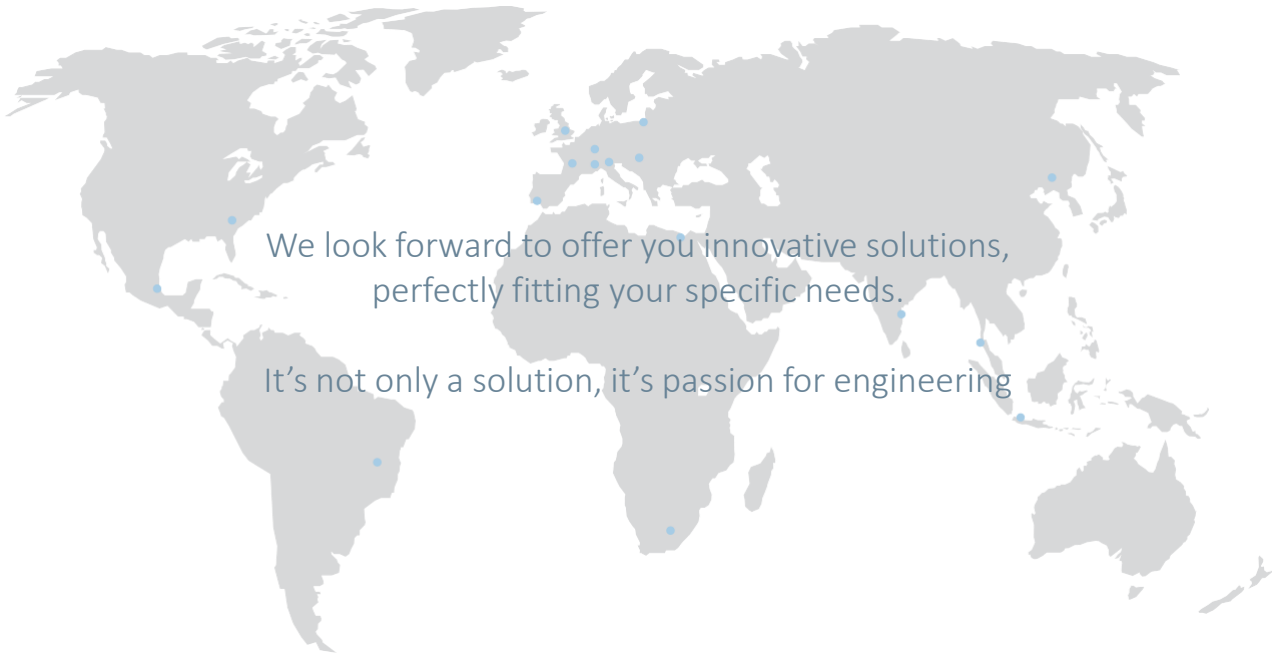 We look forward to offer you innovative solutions,
perfectly fitting your specific needs.
It’s not only a solution, it’s passion for engineering